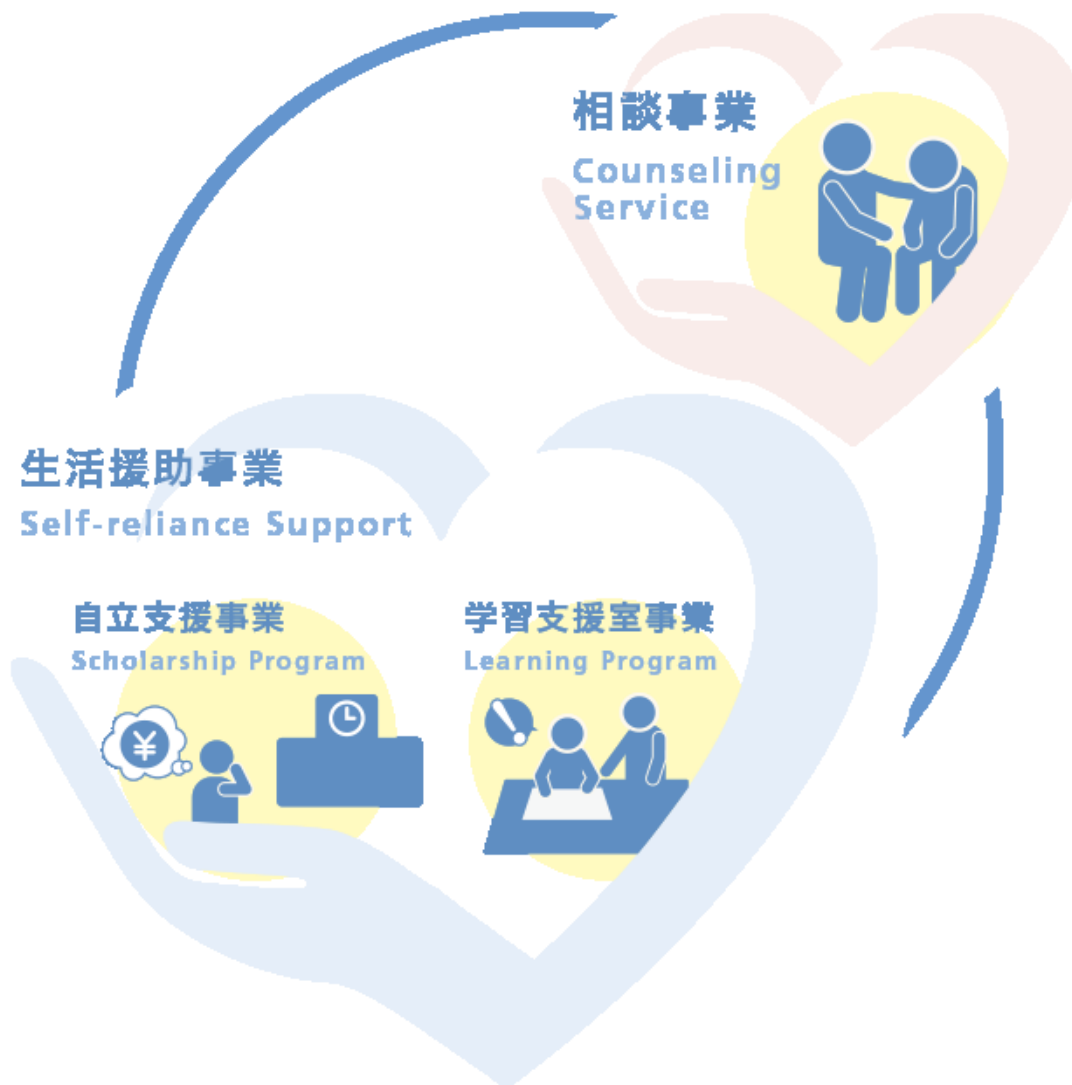 相談事業
Counseling
Service
生活援助事業
Self-reliance Support
自立支援事業
Scholarship Program
学習支援室事業
Learning Program
¥